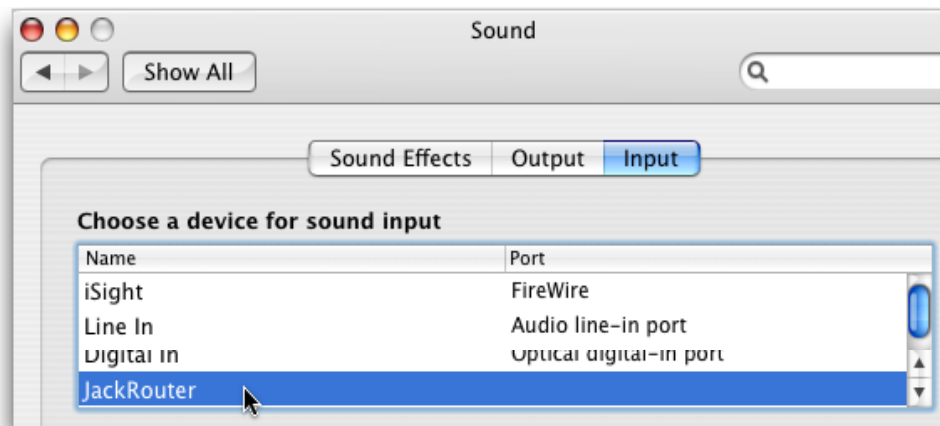 Sound
Show All
Sound Effects Output Input
Choose a device for sound input
Name Port
iSight FireWire
Line In Audio line-in port
Digital In Optical digital-in port
JackRouter